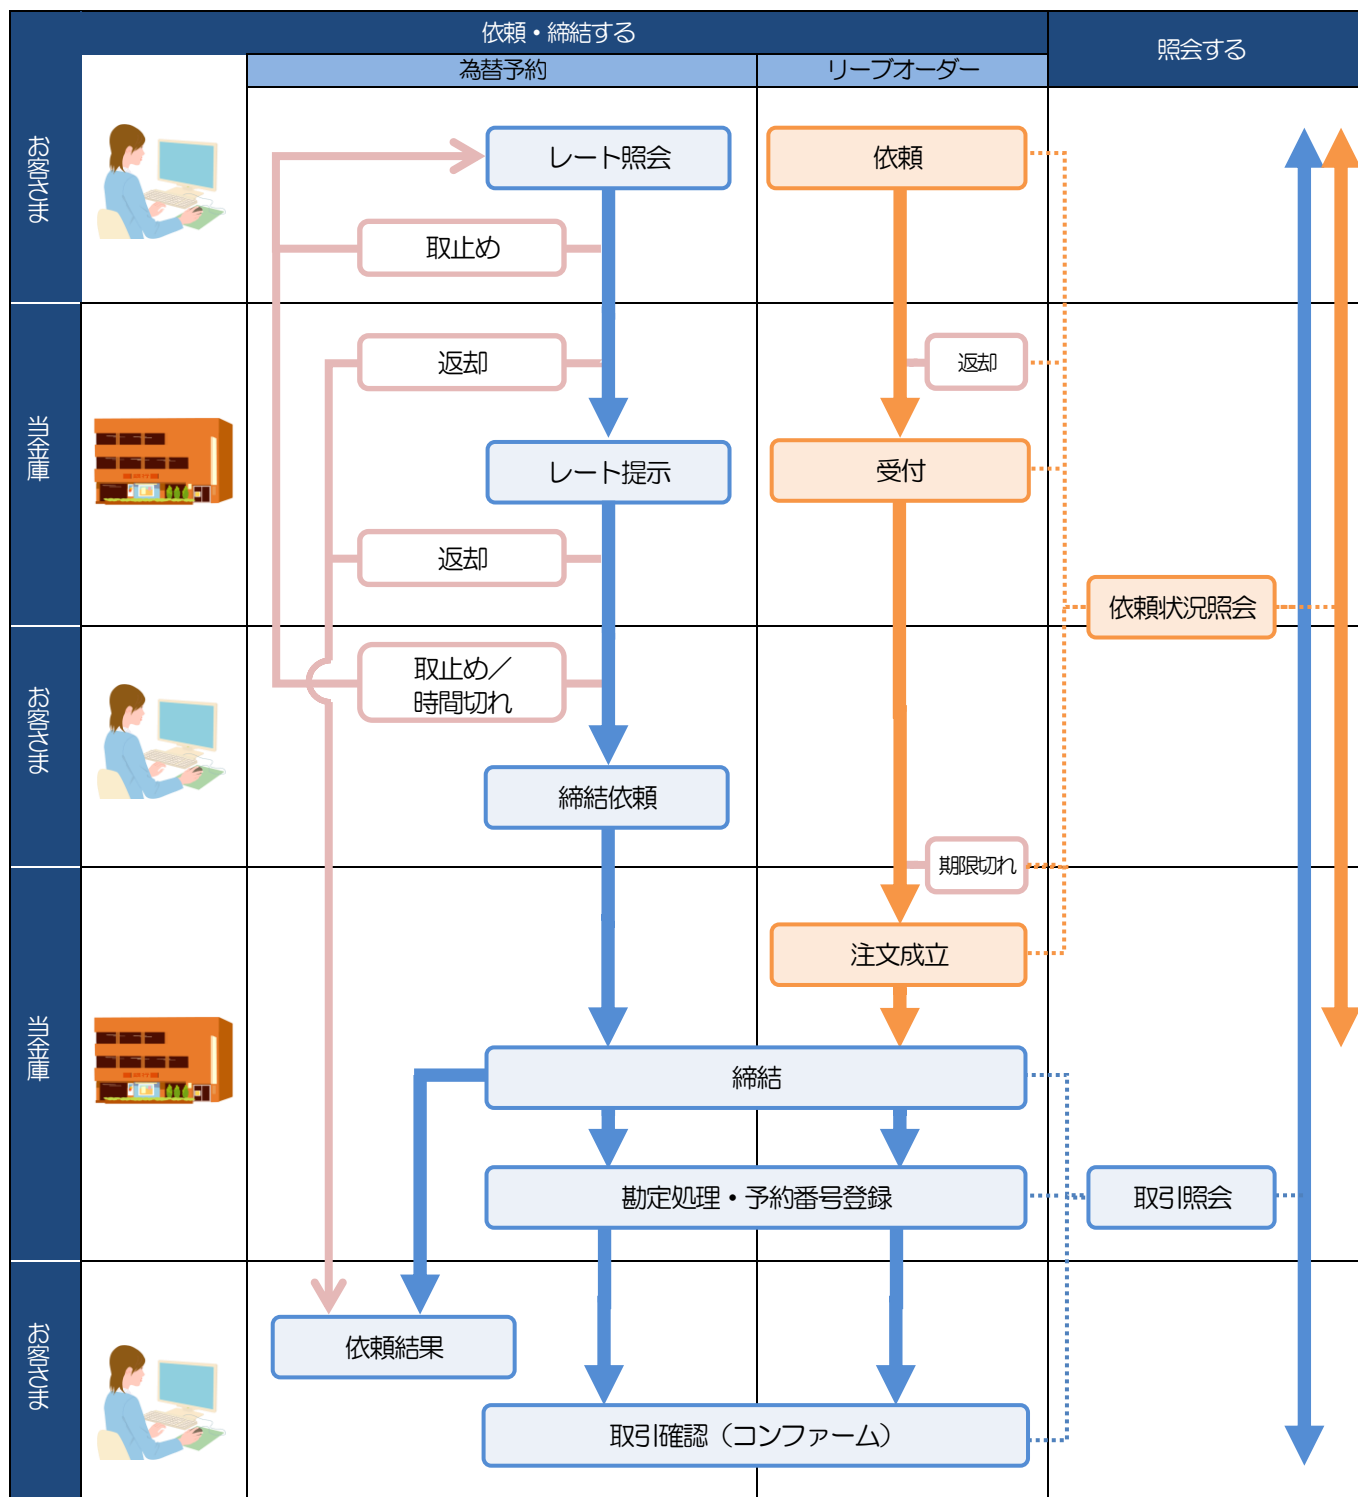 依頼・締結する
照会する
為替予約
リーブオーダー
お客さま
レート照会
依頼
取止め
当金庫
返却
返却
レート提示
受付
返却
依頼状況照会
お客さま
取止め／
時間切れ
締結依頼
期限切れ
当金庫
注文成立
締結
勘定処理・予約番号登録
取引照会
お客さま
依頼結果
取引確認（コンファーム）